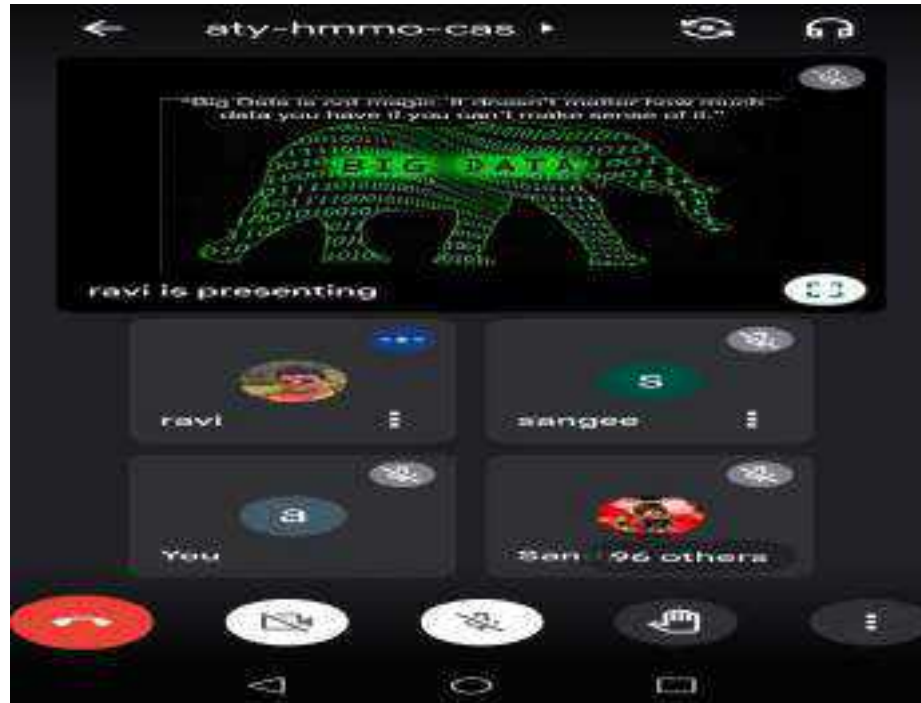 aty-hmmo-cas
"Big Data is not magic. It doesn't matter how much
data you have if you can't make sense of it."
BIG DATA
ravi is presenting
ravi
sangee
s
a
You
San
96 others